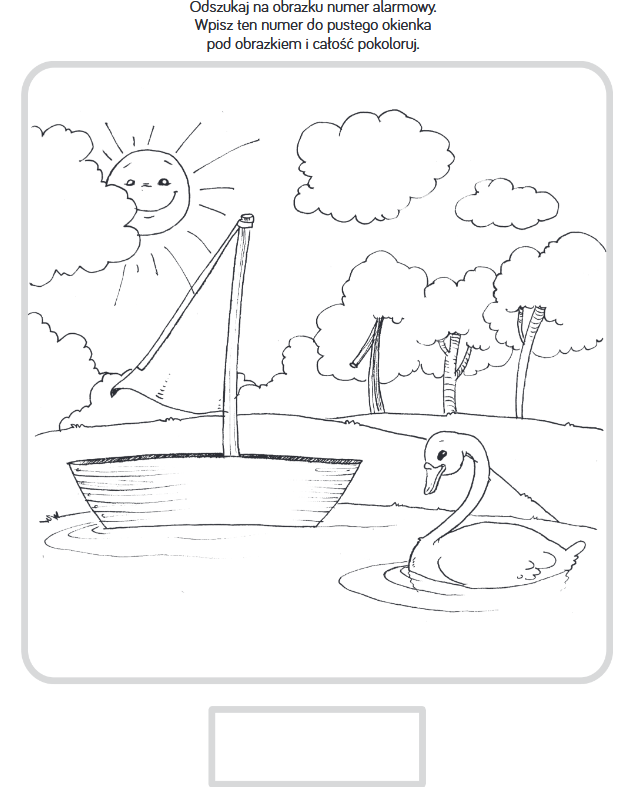 Odszukaj na obrazku numer alarmowy.
Wpisz ten numer do pustego okienka
pod obrazkiem i całość pokoloruj.